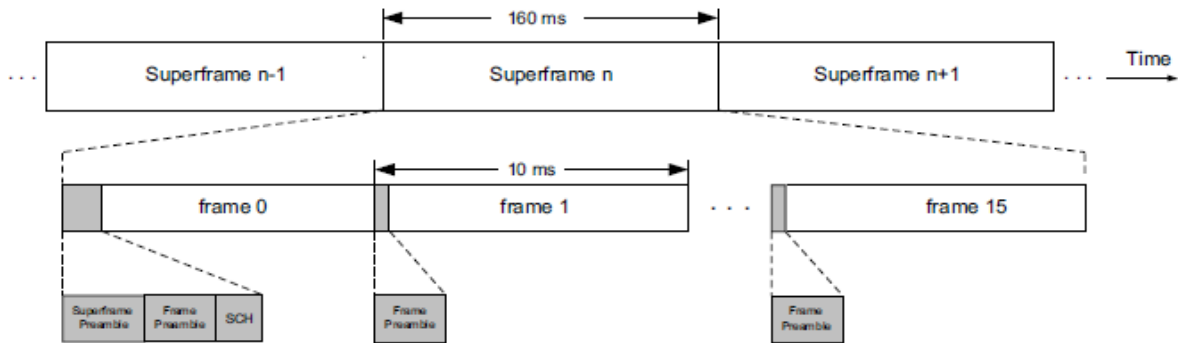 160 ms
... Superframe n-1 Superframe n Superframe n+1 ... Time
10 ms
frame 0 frame 1 ... frame 15
Superframe Preamble Frame Preamble SCH Frame Preamble Frame Preamble